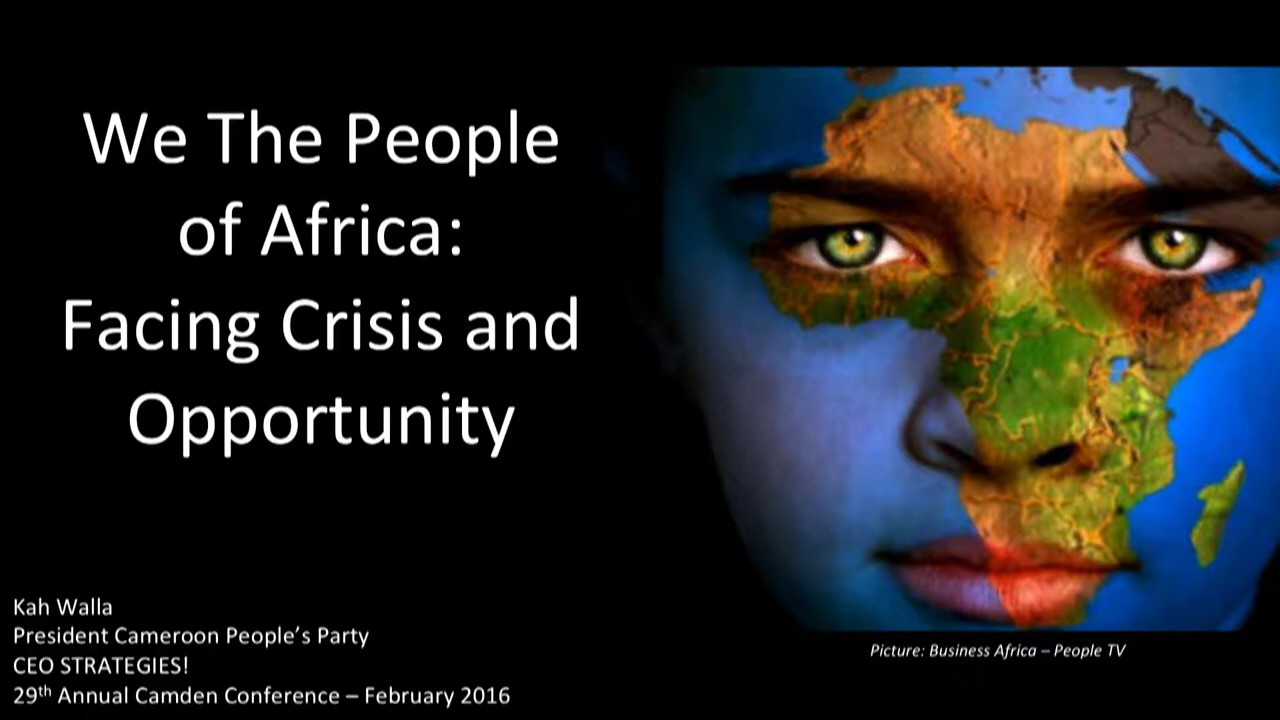 We The People
of Africa:
Facing Crisis and
Opportunity
Kah Walla
President Cameroon People’s Party
CEO STRATEGIES!
29th Annual Camden Conference – February 2016
Picture: Business Africa – People TV